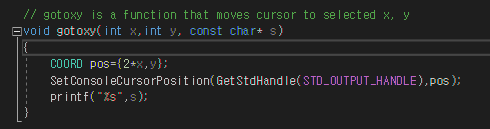 // gotoxy is a function that moves cursor to selected x, y
void gotoxy(int x,int y, const char* s)
{
COORD pos={2*x,y};
SetConsoleCursorPosition(GetStdHandle(STD_OUTPUT_HANDLE),pos);
printf("%s",s);
}